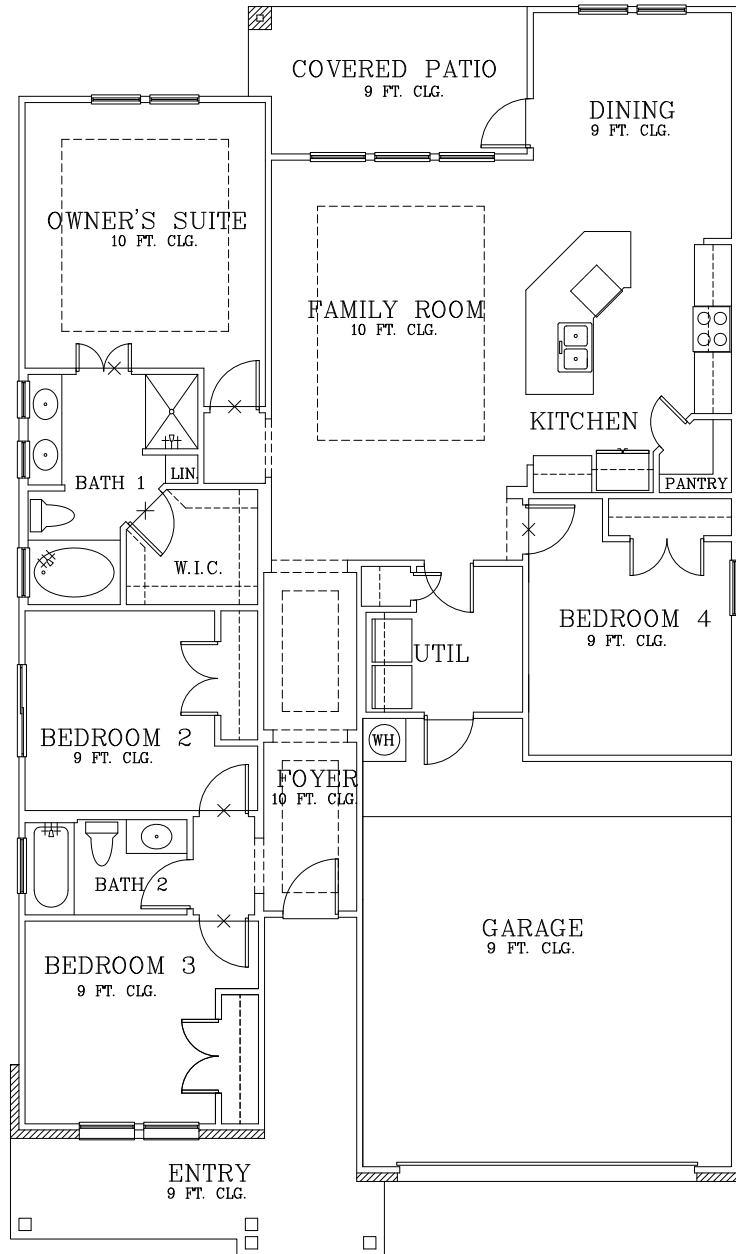 COVERED PATIO
9 FT. CLG.
DINING
9 FT. CLG.
OWNER'S SUITE
10 FT. CLG.
FAMILY ROOM
10 FT. CLG.
KITCHEN
BATH 1
LIN.
PANTRY
W.I.C.
BEDROOM 4
9 FT. CLG.
UTIL
BEDROOM 2
9 FT. CLG.
WH
FOYER
10 FT. CLG.
BATH 2
GARAGE
9 FT. CLG.
BEDROOM 3
9 FT. CLG.
ENTRY
9 FT. CLG.